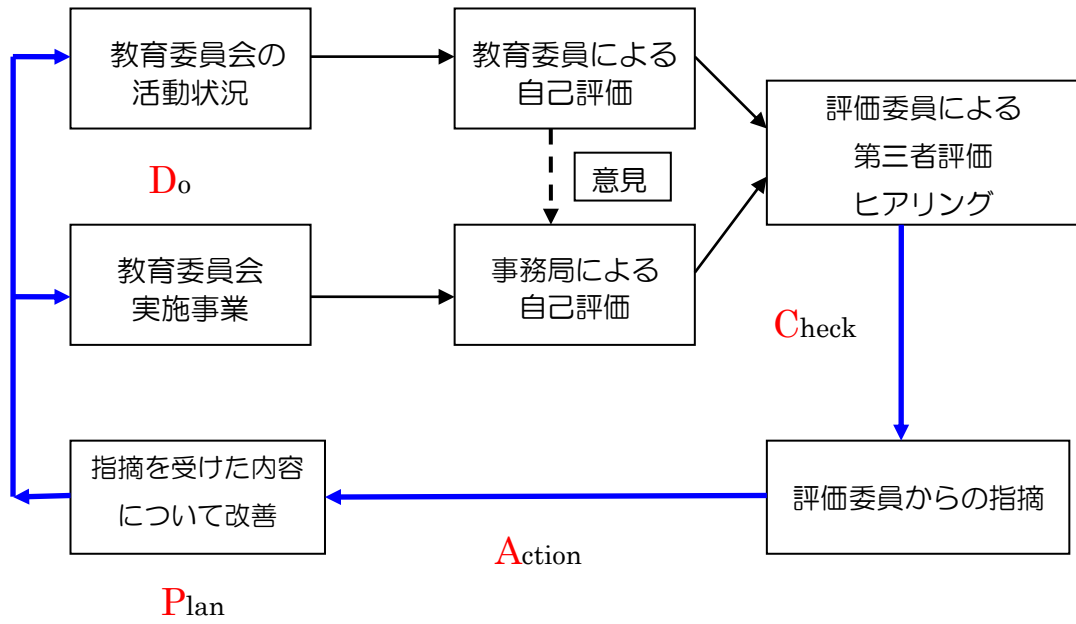 教育委員会の
活動状況
教育委員による
自己評価
評価委員による
第三者評価
ヒアリング
Do
意見
教育委員会
実施事業
事務局による
自己評価
Check
指摘を受けた内容
について改善
評価委員からの指摘
Action
Plan